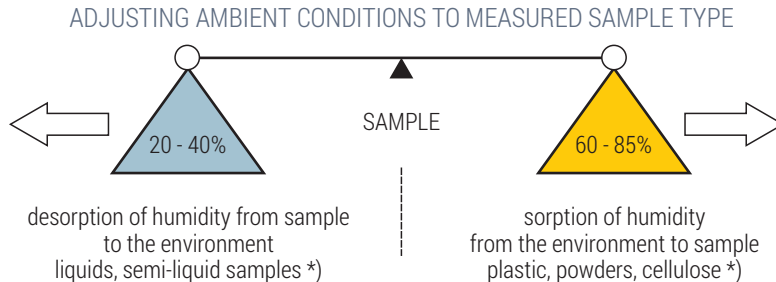 ADJUSTING AMBIENT CONDITIONS TO MEASURED SAMPLE TYPE
20 - 40%
SAMPLE
60 - 85%
desorption of humidity from sample
to the environment
liquids, semi-liquid samples *)
sorption of humidity
from the environment to sample
plastic, powders, cellulose *)